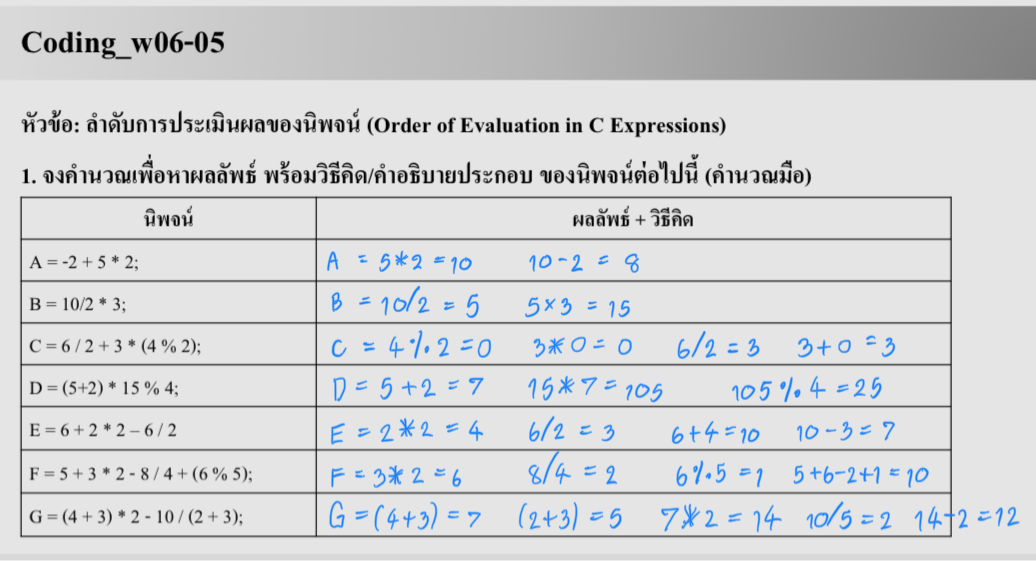 Coding_w06-05
หัวข้อ: ลำดับการประเมินผลของนิพจน์ (Order of Evaluation in C Expressions)
1. จงคำนวณเพื่อหาผลลัพธ์ พร้อมวิธีคิด/คำอธิบายประกอบ ของนิพจน์ต่อไปนี้ (คำนวณมือ)
นิพจน์ ผลลัพธ์ + วิธีคิด
A = -2 + 5 * 2; A = 5*2 = 10 10-2 = 8
B = 10/2 * 3; B = 10/2 = 5 5×3 = 15
C = 6 / 2 + 3 * (4 % 2); C = 4%2 = 0 3*0 = 0 6/2 = 3 3+0 = 3
D = (5+2) * 15 % 4; D = 5+2 = 7 15*7 = 105 105%4 = 25
E = 6 + 2 * 2 – 6 / 2 E = 2*2 = 4 6/2 = 3 6+4 = 10 10-3 = 7
F = 5 + 3 * 2 - 8 / 4 + (6 % 5); F = 3*2 = 6 8/4 = 2 6%5 = 1 5+6-2+1 = 10
G = (4 + 3) * 2 - 10 / (2 + 3); G = (4+3) = 7 (2+3) = 5 7*2 = 14 10/5 = 2 14-2 = 12